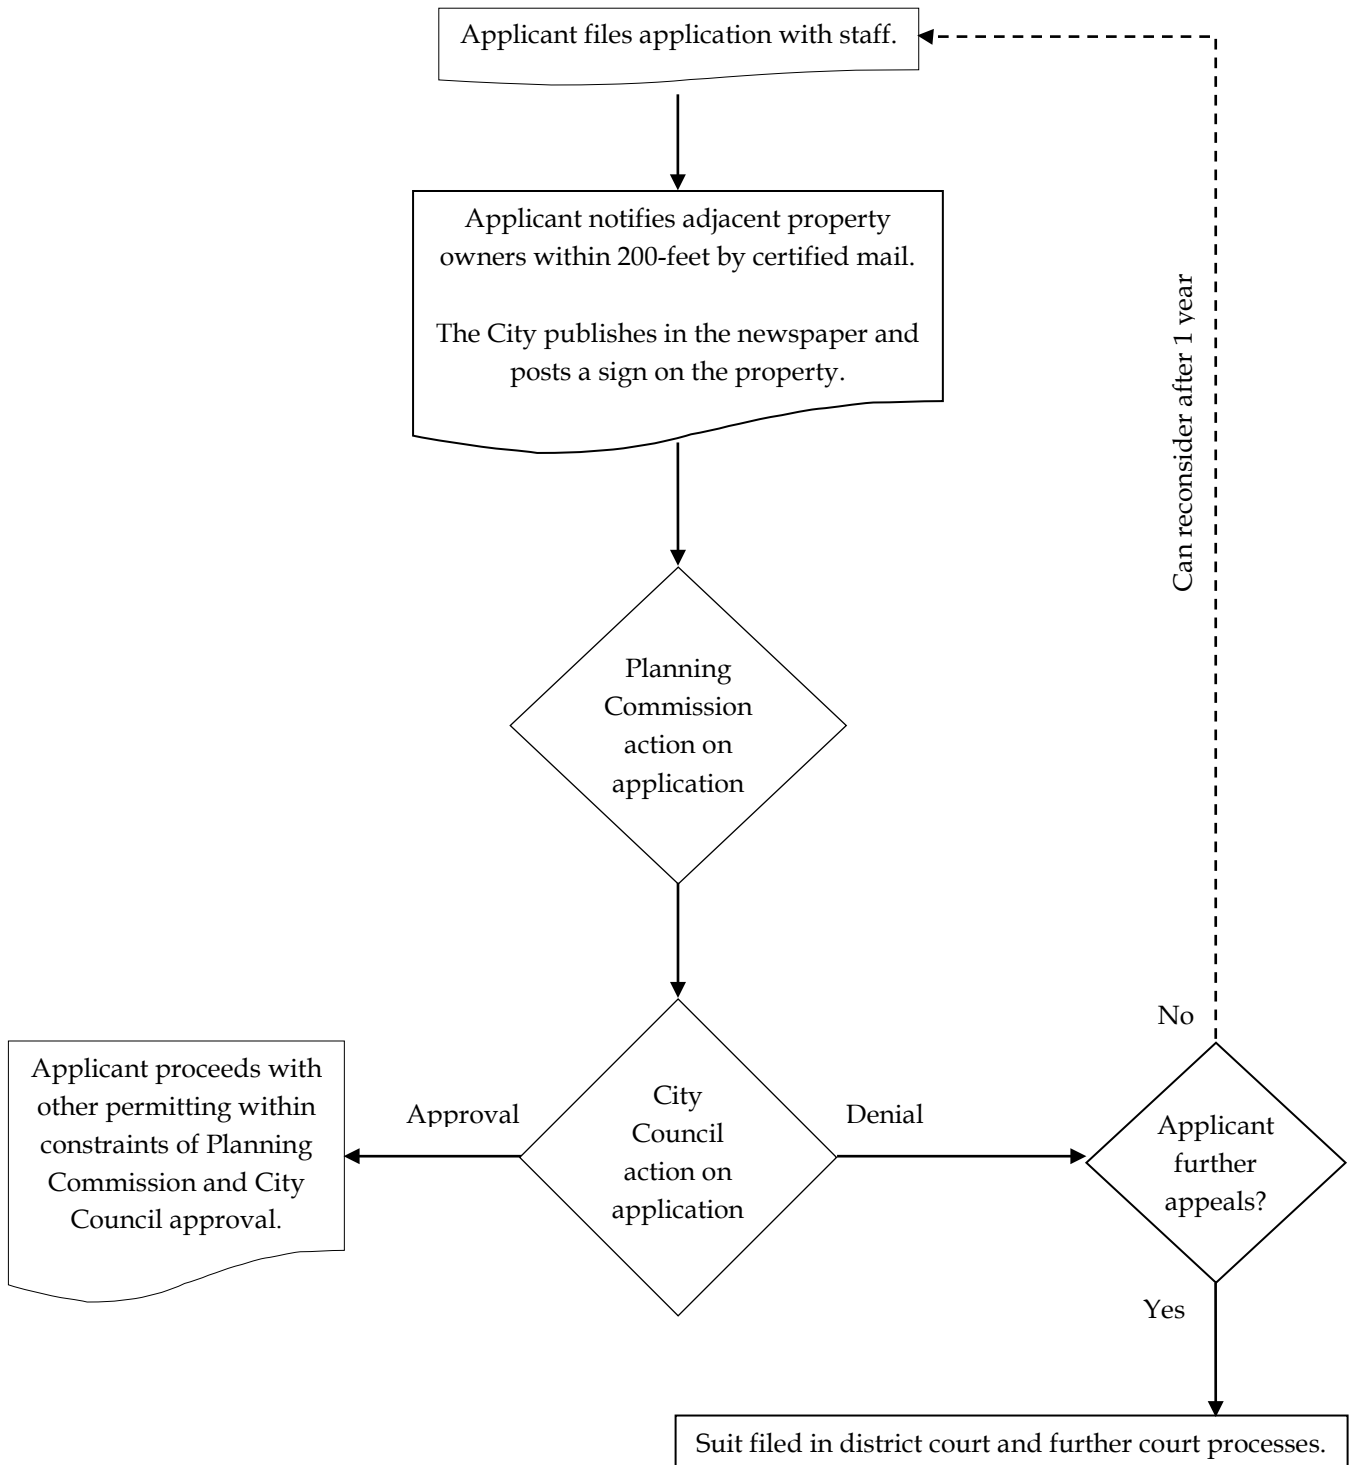 Applicant files application with staff.
Applicant notifies adjacent property
owners within 200-feet by certified mail.
The City publishes in the newspaper and
posts a sign on the property.
Can reconsider after 1 year
Planning
Commission
action on
application
No
Applicant proceeds with
other permitting within
constraints of Planning
Commission and City
Council approval.
Approval
City
Council
action on
application
Denial
Applicant
further
appeals?
Yes
Suit filed in district court and further court processes.